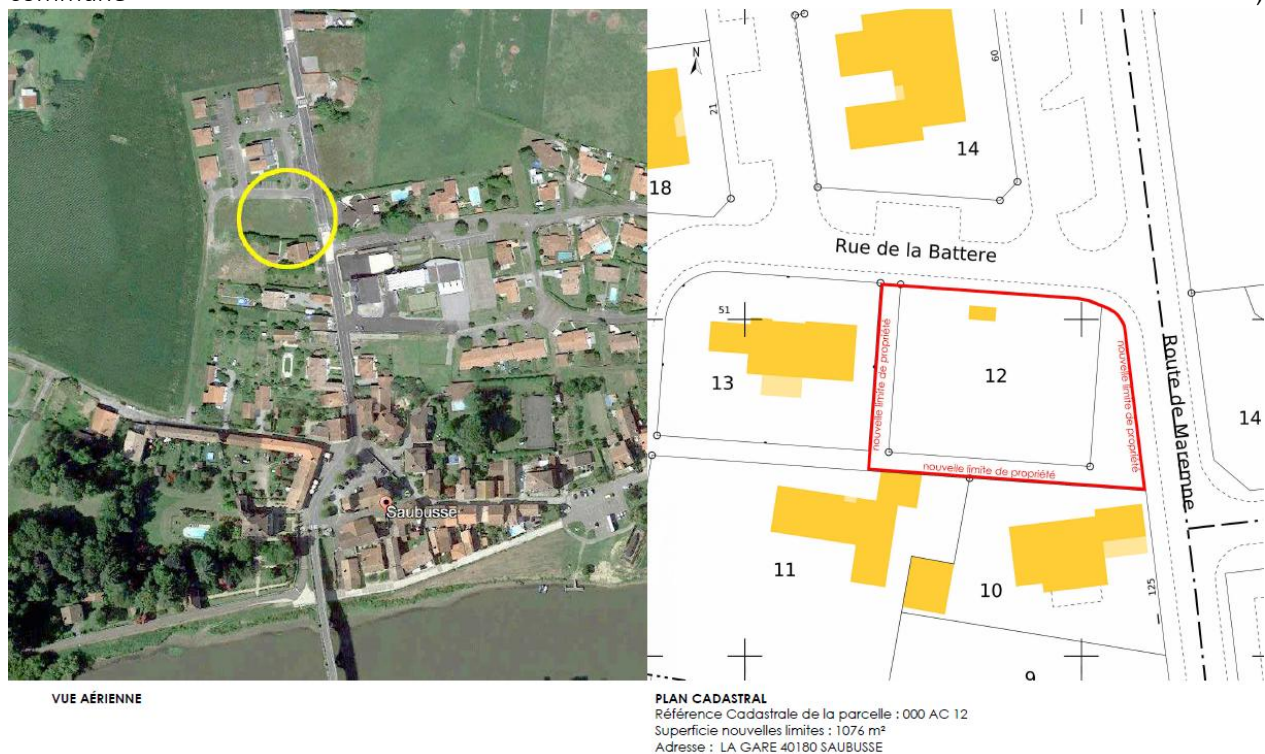 Saubusse
VUE AÉRIENNE
N
21
60
18
14
Rue de la Battere
51
13
12
nouvelle limite de propriété
nouvelle limite de propriété
nouvelle limite de propriété
Route de Maremne
14
11
10
125
9
PLAN CADASTRAL
Référence Cadastrale de la parcelle : 000 AC 12
Superficie nouvelles limites : 1076 m²
Adresse : LA GARE 40180 SAUBUSSE